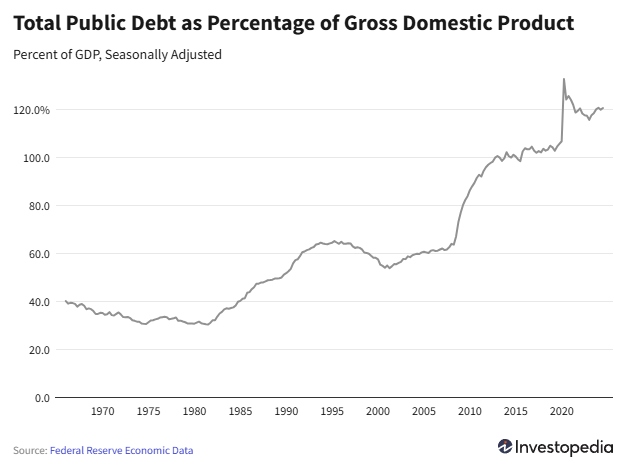 Total Public Debt as Percentage of Gross Domestic Product
Percent of GDP, Seasonally Adjusted
120.0%
100.0
80.0
60.0
40.0
20.0
0.0
1970 1975 1980 1985 1990 1995 2000 2005 2010 2015 2020
Source: Federal Reserve Economic Data
Investopedia